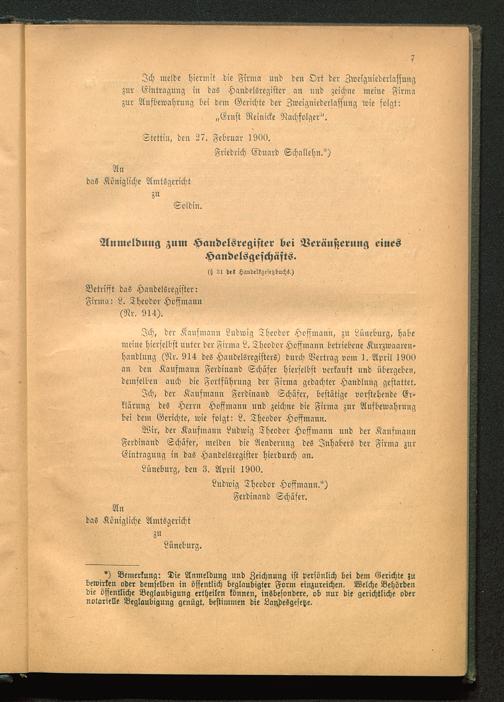 7
Ich melde hiermit die Firma und den Ort der Zweigniederlassung
zur Eintragung in das Handelsregister an und zeichne meine Firma
zur Aufbewahrung bei dem Gerichte der Zweigniederlassung wie folgt:
„Ernst Reinicke Nachfolger".
Stettin, den 27. Februar 1900.
Friedrich Eduard Schallehn.*)
An
das Königliche Amtsgericht
zu
Soldin.
Anmeldung zum Handelsregister bei Veräußerung eines
Handelsgeschäfts.
(§ 31 des Handelsgesetzbuchs.)
Betrifft das Handelsregister:
Firma: L. Theodor Hoffmann
(Nr. 914).
Ich, der Kaufmann Ludwig Theodor Hoffmann, zu Lüneburg, habe
meine hierselbst unter der Firma L. Theodor Hoffmann betriebene Kurzwaaren-
handlung (Nr. 914 des Handelsregisters) durch Vertrag vom 1. April 1900
an den Kaufmann Ferdinand Schäfer hierselbst verkauft und übergeben,
demselben auch die Fortführung der Firma gedachter Handlung gestattet.
Ich, der Kaufmann Ferdinand Schäfer, bestätige vorstehende Er-
klärung des Herrn Hoffmann und zeichne die Firma zur Aufbewahrung
bei dem Gerichte, wie folgt: L. Theodor Hoffmann.
Wir, der Kaufmann Ludwig Theodor Hoffmann und der Kaufmann
Ferdinand Schäfer, melden die Aenderung des Inhabers der Firma zur
Eintragung in das Handelsregister hierdurch an.
Lüneburg, den 3. April 1900.
Ludwig Theodor Hoffmann.*)
Ferdinand Schäfer.
An
das Königliche Amtsgericht
zu
Lüneburg.
*) Bemerkung: Die Anmeldung und Zeichnung ist persönlich bei dem Gerichte zu
bewirken oder demselben in öffentlich beglaubigter Form einzureichen. Welche Behörden
die öffentliche Beglaubigung ertheilen können, insbesondere, ob nur die gerichtliche oder
notarielle Beglaubigung genügt, bestimmen die Landesgesetze.